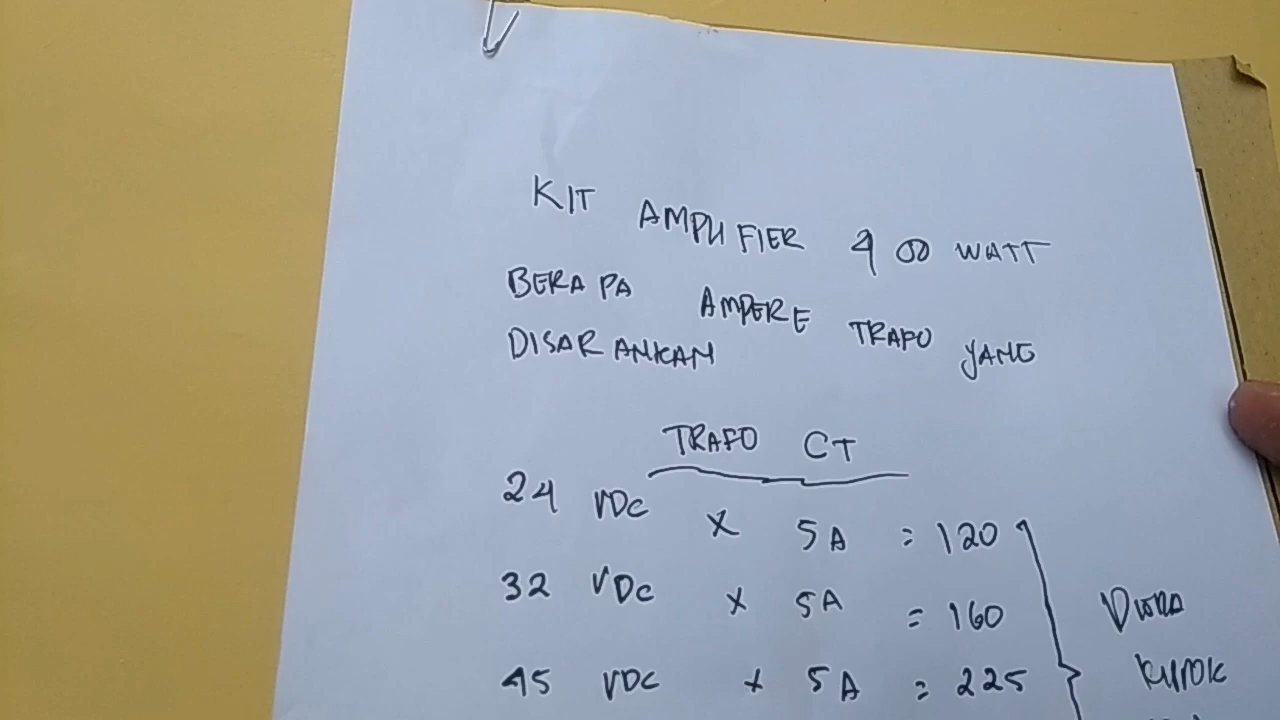 KIT AMPLIFIER 400 WATT
BERAPA AMPERE TRAFO YANG
DISARANKAN
TRAFO CT
24 VDC x 5A = 120
32 VDC x 5A = 160
45 VDC x 5A = 225